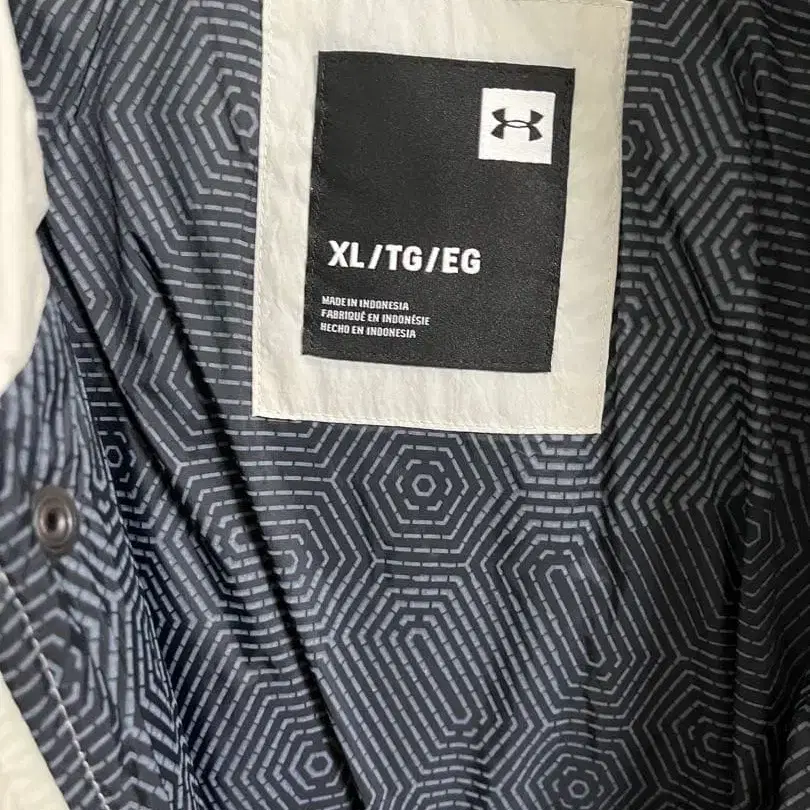 XL/TG/EG
MADE IN INDONESIA
FABRIQUÉ EN INDONÉSIE
HECHO EN INDONESIA